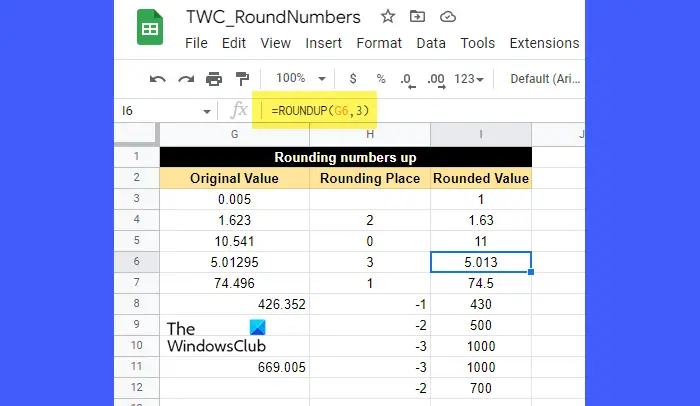 TWC_RoundNumbers
File Edit View Insert Format Data Tools Extensions
100% $ % .0 .00 123 Default (Ari...
I6 fx =ROUNDUP(G6,3)
G H I J
1 Rounding numbers up
2 Original Value Rounding Place Rounded Value
3 0.005 1
4 1.623 2 1.63
5 10.541 0 11
6 5.01295 3 5.013
7 74.496 1 74.5
8 426.352 -1 430
9 -2 500
10 -3 1000
11 669.005 -3 1000
12 -2 700
The
WindowsClub